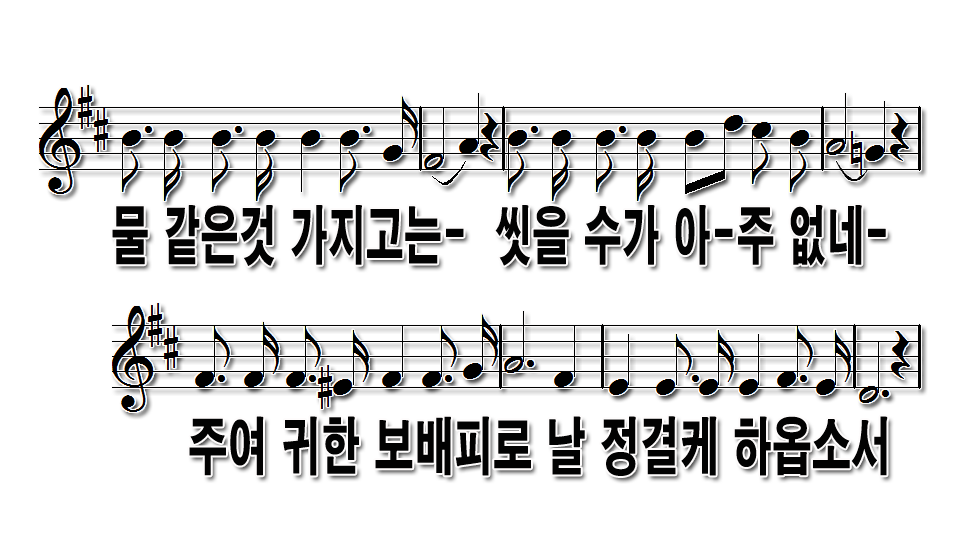 물 같은것 가지고는- 씻을 수가 아-주 없네-
주여 귀한 보배피로 날 정결케 하옵소서